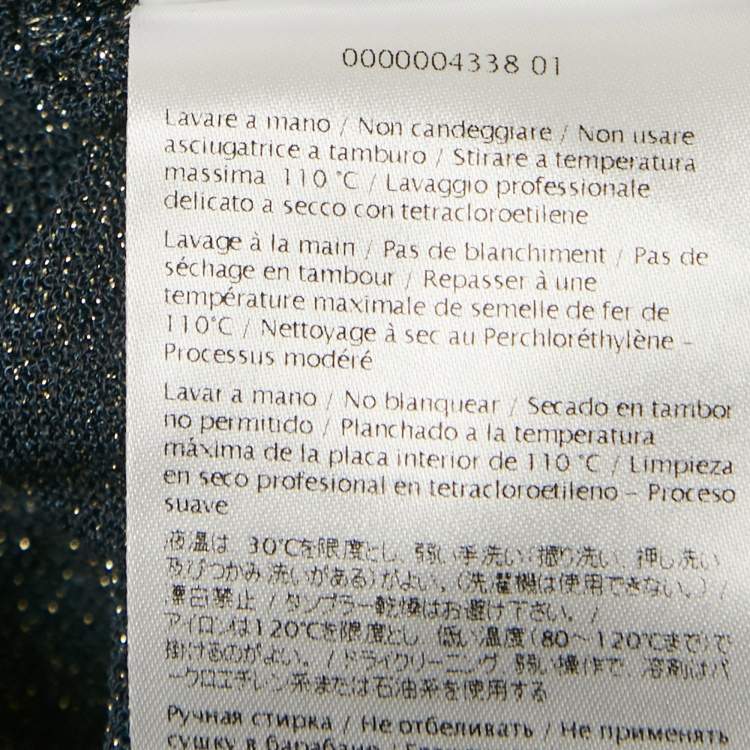 0000004338 01
Lavare a mano / Non candeggiare / Non usare
asciugatrice a tamburo / Stirare a temperatura
massima 110 °C / Lavaggio professionale
delicato a secco con tetracloroetilene
Lavage à la main / Pas de blanchiment / Pas de
séchage en tambour / Repasser à une
température maximale de semelle de fer de
110°C / Nettoyage à sec au Perchloréthylène –
Processus modéré
Lavar a mano / No blanquear / Secado en tambor
no permitido / Planchado a la temperatura
máxima de la placa interior de 110 °C / Limpieza
en seco profesional en tetracloroetileno – Proceso
suave
液温は 30℃を限度とし、弱い手洗い(振り洗い、押し洗い
及びつかみ洗いがある)がよい。(洗濯機は使用できない。) /
漂白禁止 / タンブラー乾燥はお避け下さい。 /
アイロンは120℃を限度とし、低い温度(80～120℃まで)で
掛けるのがよい。 / ドライクリーニング、弱い操作で、溶剤はパ
ークロエチレン系または石油系を使用する
Ручная стирка / Не отбеливать / Не применять
сушку в барабане /